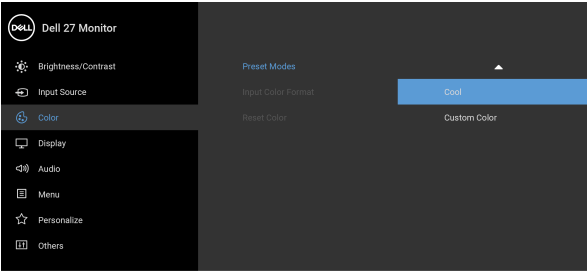 DELL Dell 27 Monitor
Brightness/Contrast
Input Source
Color
Display
Audio
Menu
Personalize
Others
Preset Modes
Input Color Format
Reset Color
Cool
Custom Color